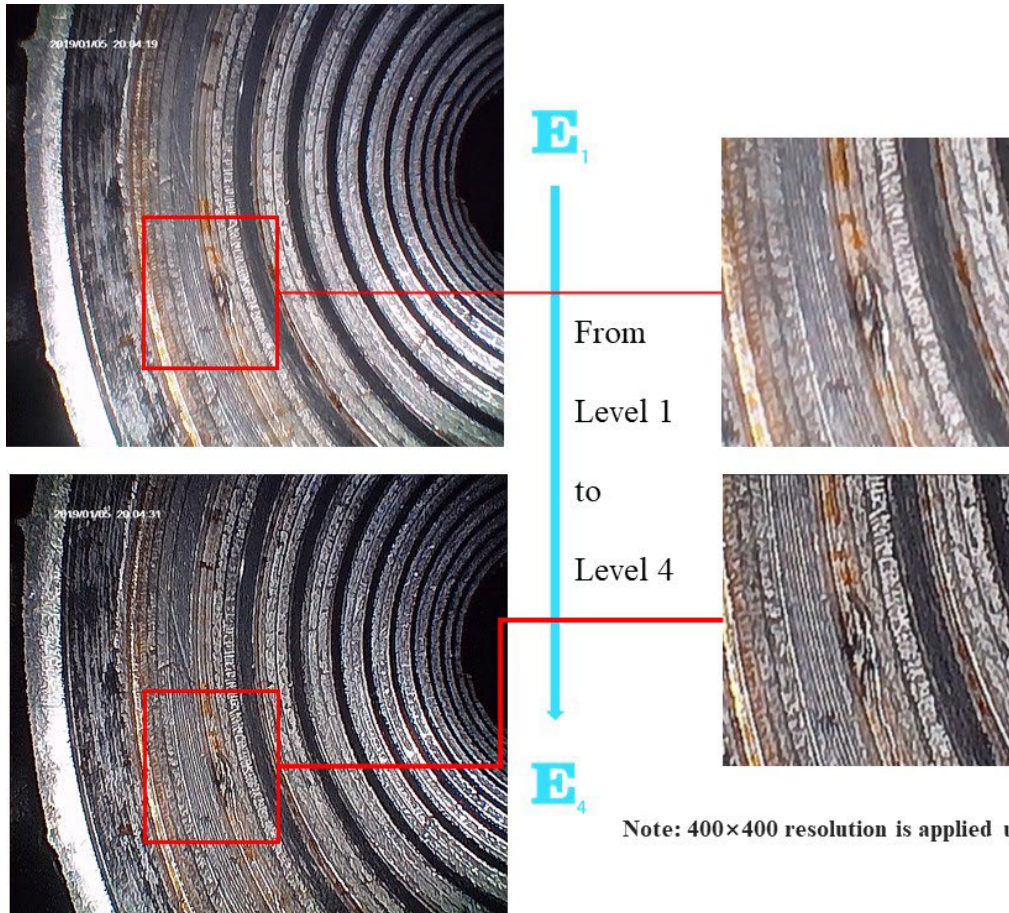 2019/01/05 20:04:19
E1
From
Level 1
to
Level 4
2019/01/05 20:04:31
E4
Note: 400×400 resolution is applied